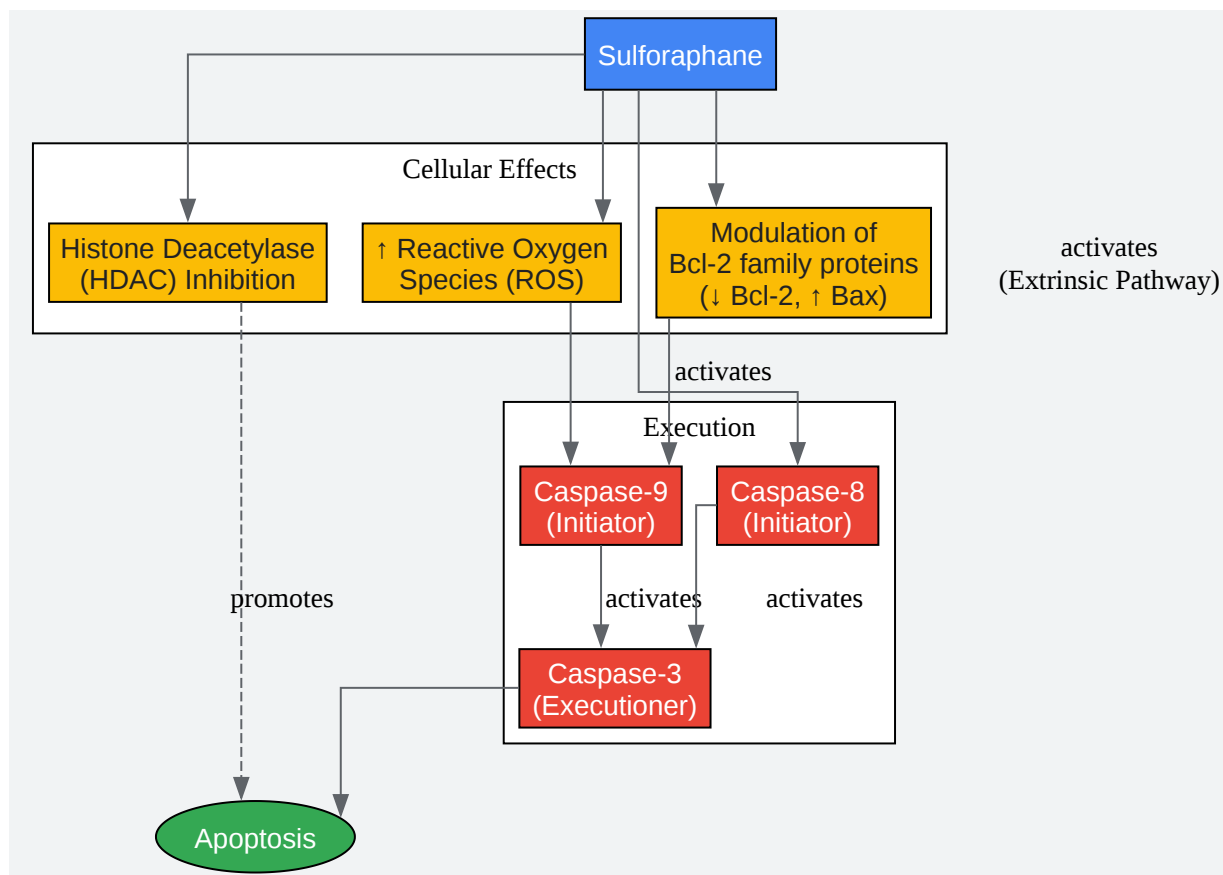 Sulforaphane
Cellular Effects
Histone Deacetylase
(HDAC) Inhibition
↑ Reactive Oxygen
Species (ROS)
Modulation of
Bcl-2 family proteins
(↓ Bcl-2, ↑ Bax)
activates
(Extrinsic Pathway)
activates
Execution
Caspase-9
(Initiator)
Caspase-8
(Initiator)
promotes
activates
activates
Caspase-3
(Executioner)
Apoptosis